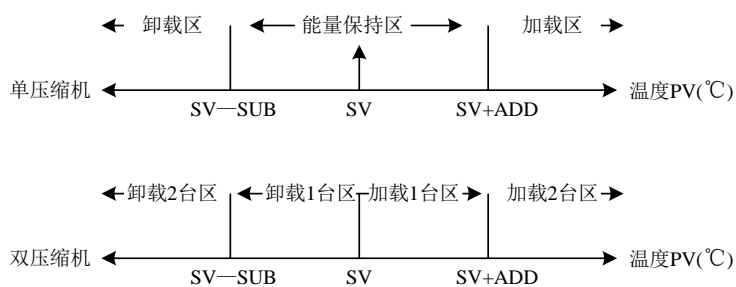 卸载区 能量保持区 加载区
单压缩机 温度PV(℃)
SV—SUB SV SV+ADD
卸载2台区 卸载1台区 加载1台区 加载2台区
双压缩机 温度PV(℃)
SV—SUB SV SV+ADD